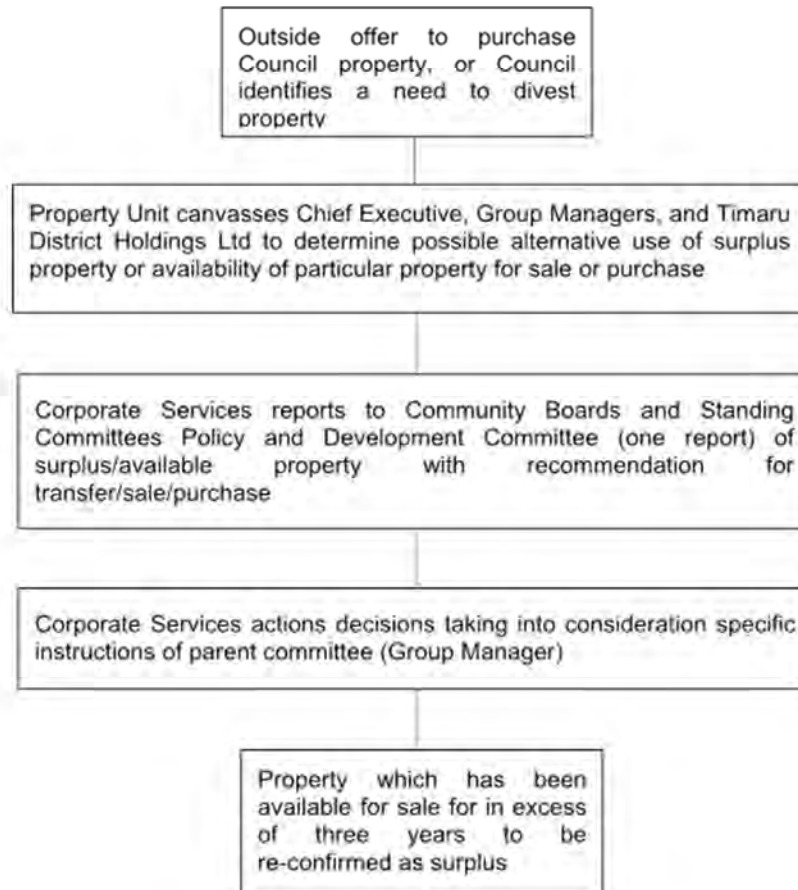 Outside offer to purchase
Council property, or Council
identifies a need to divest
property
Property Unit canvasses Chief Executive, Group Managers, and Timaru
District Holdings Ltd to determine possible alternative use of surplus
property or availability of particular property for sale or purchase
Corporate Services reports to Community Boards and Standing
Committees Policy and Development Committee (one report) of
surplus/available property with recommendation for
transfer/sale/purchase
Corporate Services actions decisions taking into consideration specific
instructions of parent committee (Group Manager)
Property which has been
available for sale for in excess
of three years to be
re-confirmed as surplus